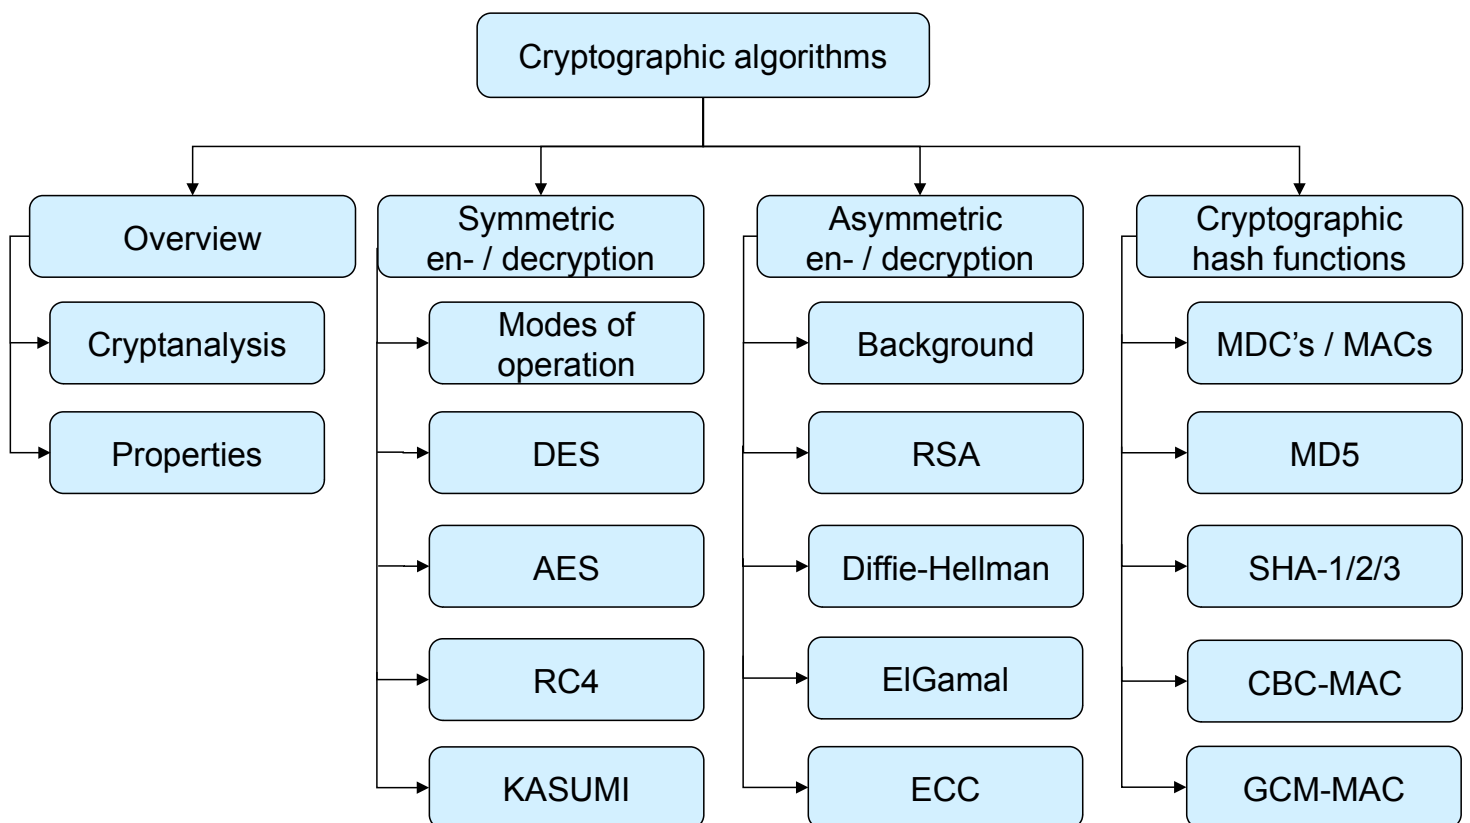 Cryptographic algorithms
Overview
Cryptanalysis
Properties
Symmetric
en- / decryption
Modes of
operation
DES
AES
RC4
KASUMI
Asymmetric
en- / decryption
Background
RSA
Diffie-Hellman
ElGamal
ECC
Cryptographic
hash functions
MDC’s / MACs
MD5
SHA-1/2/3
CBC-MAC
GCM-MAC